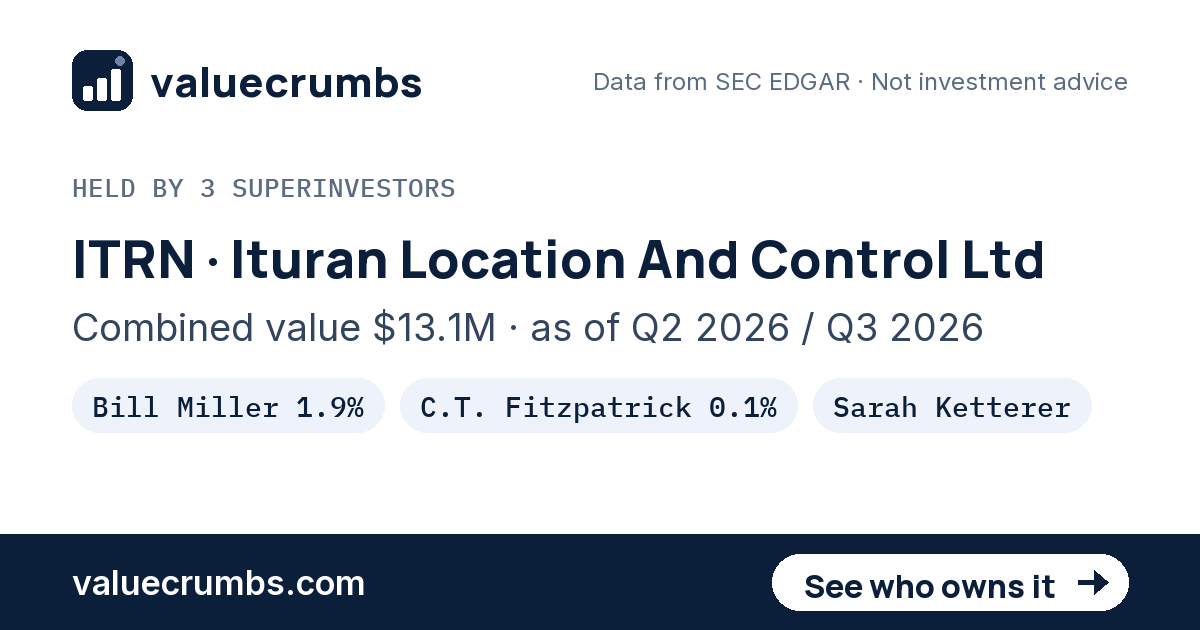 valuecrumbs
Data from SEC EDGAR · Not investment advice
HELD BY 3 SUPERINVESTORS
ITRN · Ituran Location And Control Ltd
Combined value $13.1M · as of Q2 2026 / Q3 2026
Bill Miller 1.9%
C.T. Fitzpatrick 0.1%
Sarah Ketterer
valuecrumbs.com
See who owns it